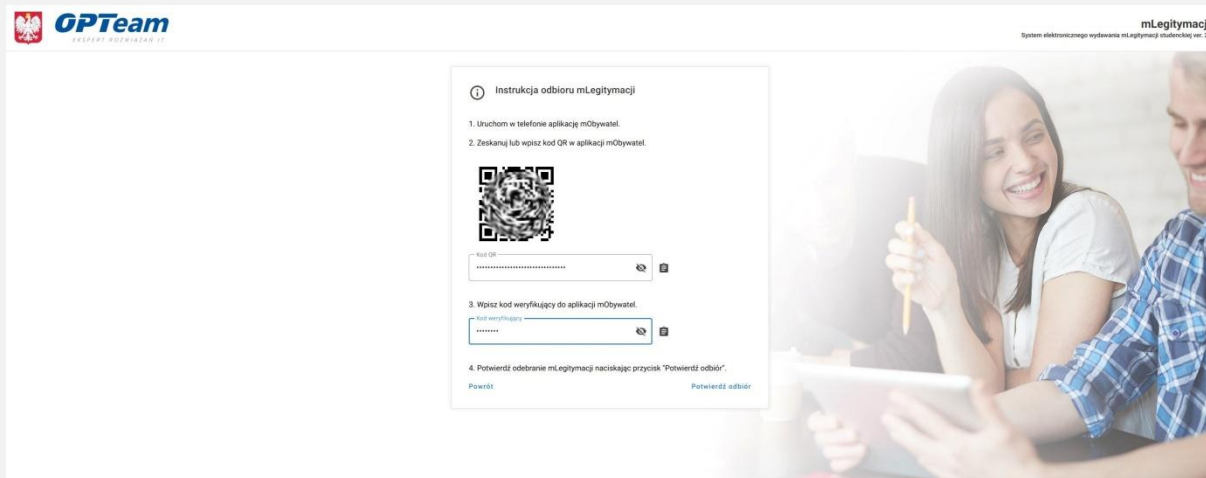 OPTeam
EKSPERT ROZWIĄZAŃ IT
mLegitymacj
System elektronicznego wydawania mLegitymacji studenckiej ver.
Instrukcja odbioru mLegitymacji
1. Uruchom w telefonie aplikację mObywatel.
2. Zeskanuj lub wpisz kod QR w aplikacji mObywatel.
Kod QR
3. Wpisz kod weryfikujący do aplikacji mObywatel.
Kod weryfikujący
4. Potwierdź odebranie mLegitymacji naciskając przycisk "Potwierdź odbiór".
Powrót
Potwierdź odbiór